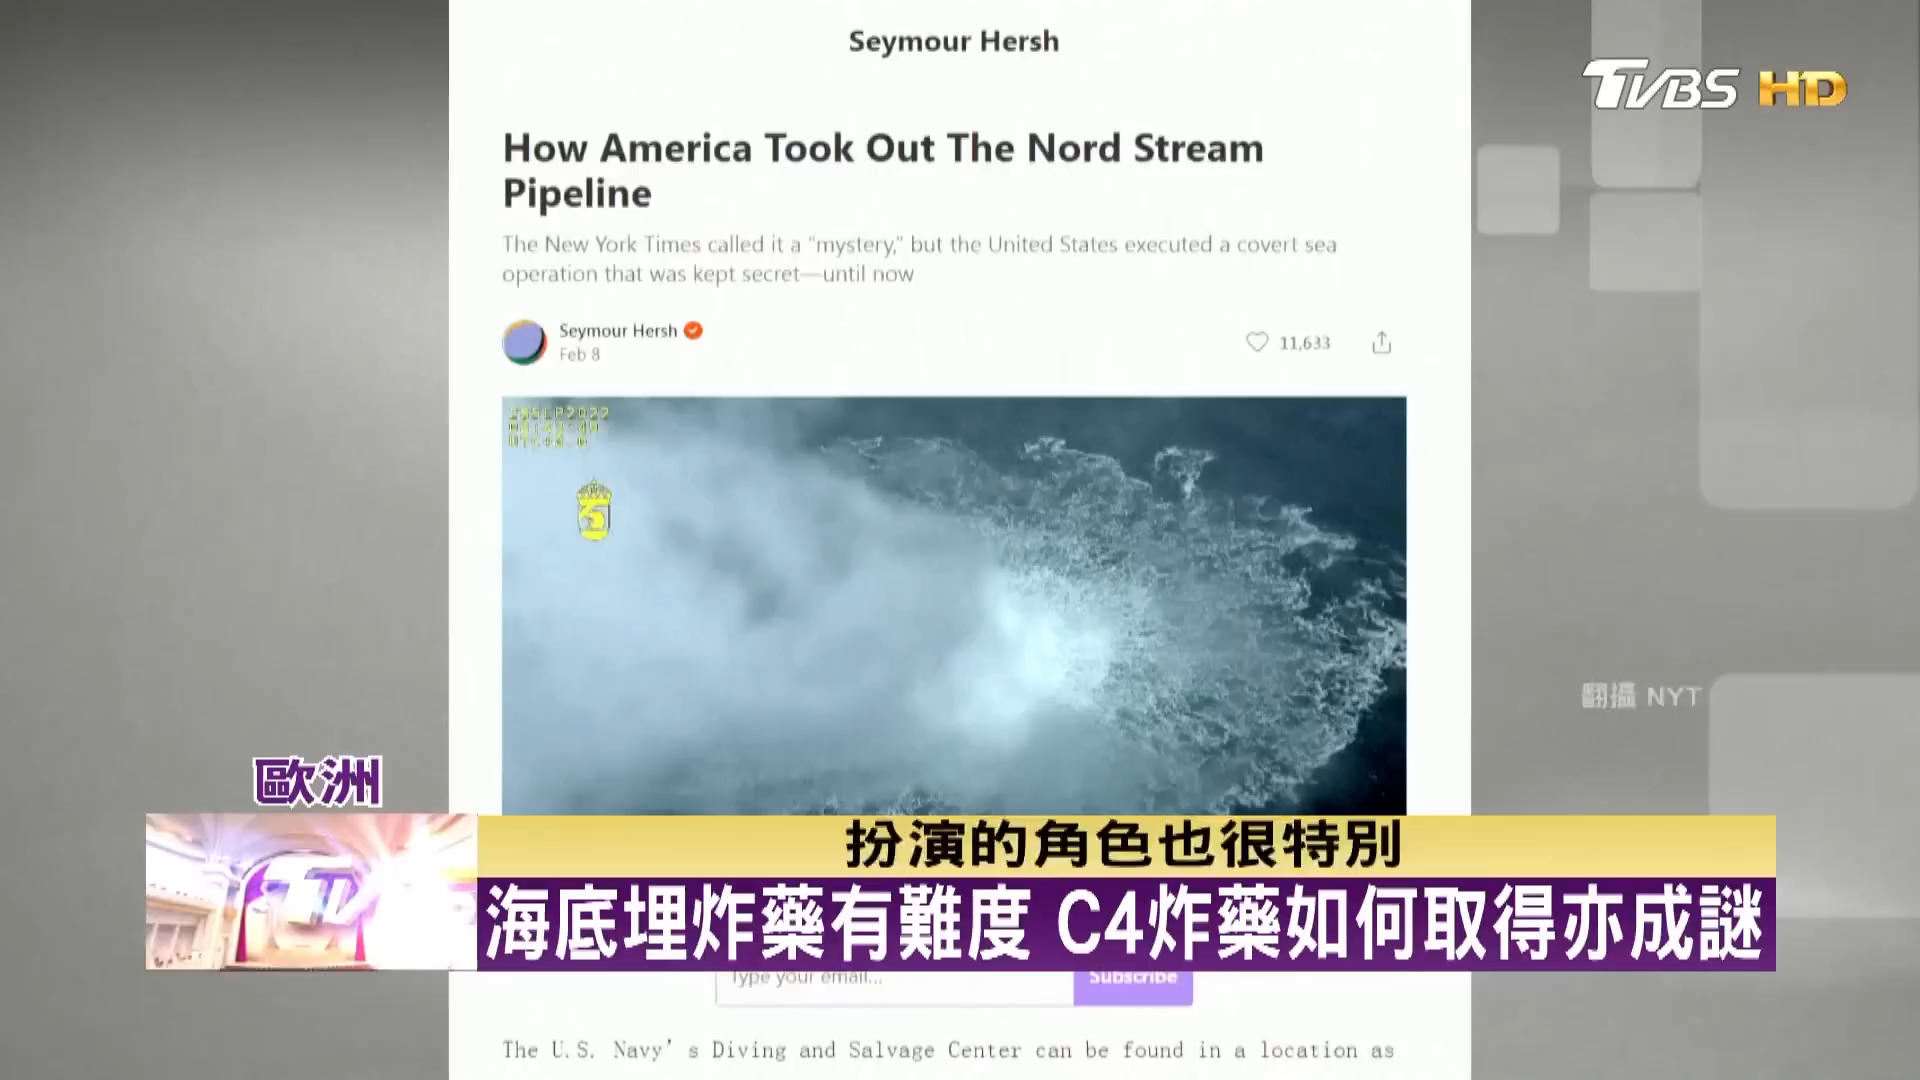 Seymour Hersh
TVBS HD
How America Took Out The Nord Stream
Pipeline
The New York Times called it a “mystery,” but the United States executed a covert sea
operation that was kept secret—until now
Seymour Hersh
Feb 8
11,633
翻攝 NYT
歐洲
扮演的角色也很特別
海底埋炸藥有難度 C4炸藥如何取得亦成謎
Type your email...
Subscribe
The U.S. Navy’s Diving and Salvage Center can be found in a location as